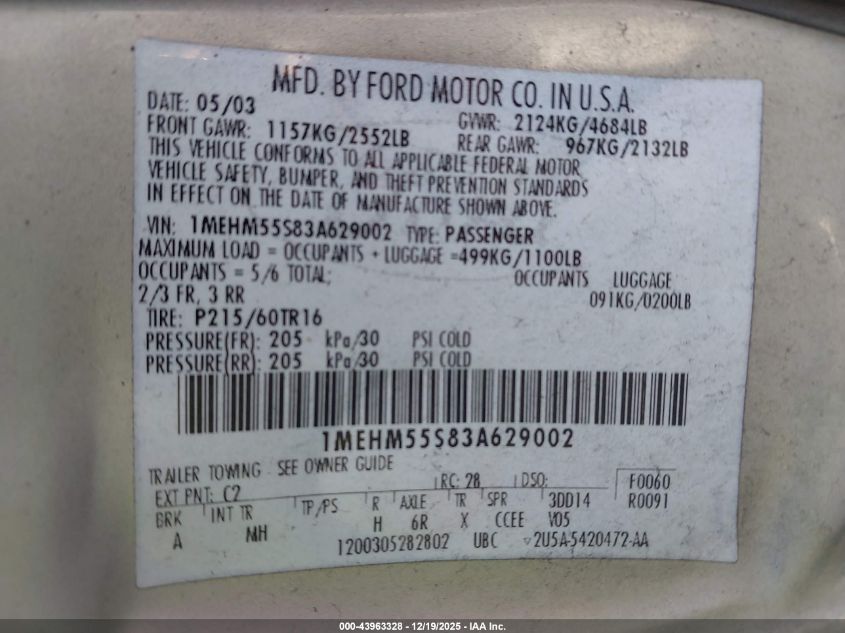 MFD. BY FORD MOTOR CO. IN U.S.A.
DATE: 05/03 GVWR: 2124KG/4684LB
FRONT GAWR: 1157KG/2552LB REAR GAWR: 967KG/2132LB
THIS VEHICLE CONFORMS TO ALL APPLICABLE FEDERAL MOTOR
VEHICLE SAFETY, BUMPER, AND THEFT PREVENTION STANDARDS
IN EFFECT ON THE DATE OF MANUFACTURE SHOWN ABOVE.
VIN: 1MEHM55S83A629002 TYPE: PASSENGER
MAXIMUM LOAD = OCCUPANTS + LUGGAGE =499KG/1100LB
OCCUPANTS = 5/6 TOTAL; OCCUPANTS LUGGAGE
2/3 FR, 3 RR 091KG/0200LB
TIRE: P215/60TR16
PRESSURE(FR): 205 kPa/30 PSI COLD
PRESSURE(RR): 205 kPa/30 PSI COLD
1MEHM55S83A629002
TRAILER TOWING - SEE OWNER GUIDE
EXT PNT: C2 RC: 28 DSO: F0060
BRK INT TR TP/PS R AXLE TR SPR 3DD14 R0091
A MH H 6R X CCEE V05
1200305282802 UBC 2U5A-5420472-AA
000-43963328 - 12/19/2025 - IAA Inc.